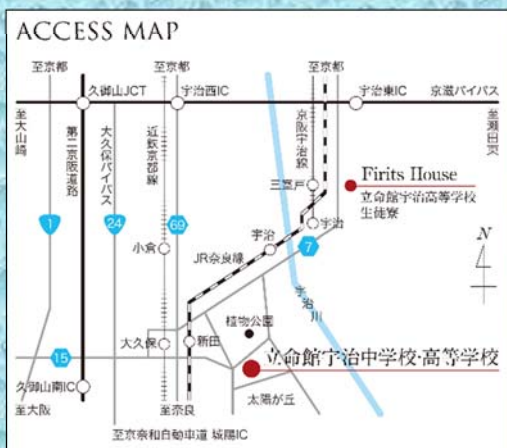 ACCESS MAP
至京都
至京都
至京都
久御山JCT
宇治西IC
宇治東IC
京滋バイパス
至大山崎
第二京阪道路
大久保バイパス
近鉄京都線
京阪宇治線
至瀬田東
三室戸
Firits House
立命館宇治高等学校
生徒寮
1
24
69
宇治
小倉
宇治
7
JR奈良線
N
宇治川
植物公園
大久保
新田
立命館宇治中学校・高等学校
15
久御山南IC
太陽が丘
至大阪
至奈良
至京奈和自動車道 城陽IC